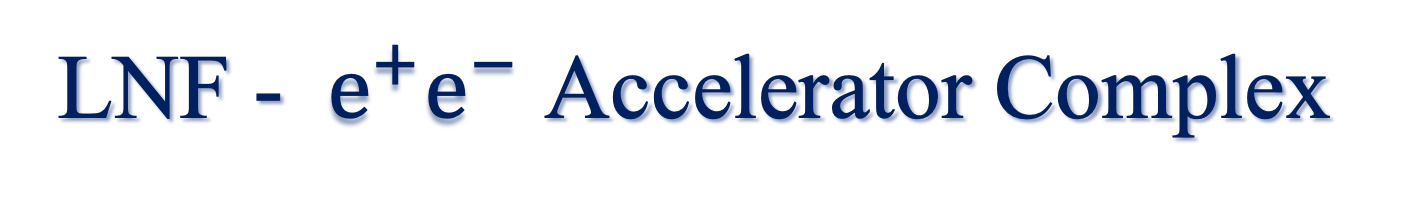 LNF - e⁺e⁻ Accelerator Complex